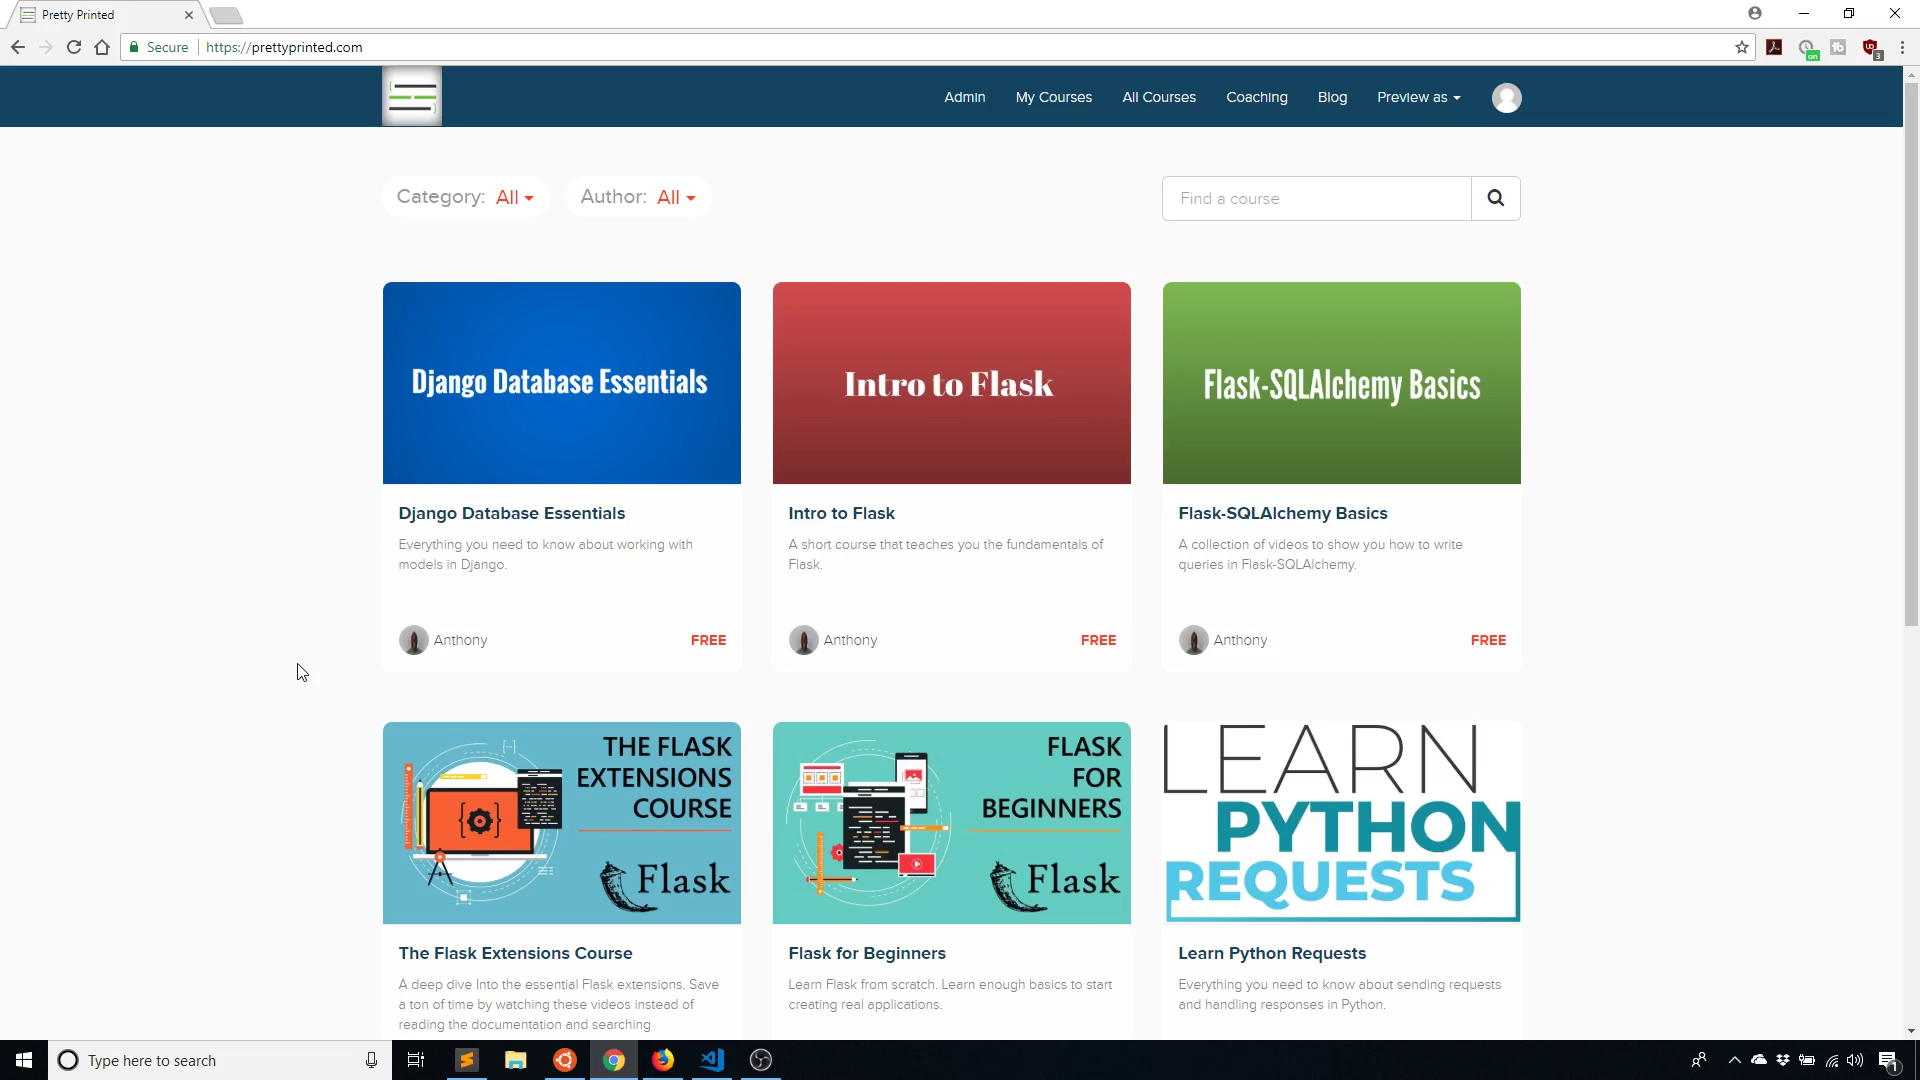 Pretty Printed
Secure
https://prettyprinted.com
on
3
Admin
My Courses
All Courses
Coaching
Blog
Preview as
Category: All
Author: All
Find a course
Django Database Essentials
Intro to Flask
Flask-SQLAlchemy Basics
Django Database Essentials
Everything you need to know about working with
models in Django.
Anthony
FREE
Intro to Flask
A short course that teaches you the fundamentals of
Flask.
Anthony
FREE
Flask-SQLAlchemy Basics
A collection of videos to show you how to write
queries in Flask-SQLAlchemy.
Anthony
FREE
THE FLASK
EXTENSIONS
COURSE
Flask
FLASK
FOR
BEGINNERS
Flask
LEARN
PYTHON
REQUESTS
The Flask Extensions Course
A deep dive Into the essential Flask extensions. Save
a ton of time by watching these videos instead of
reading the documentation and searching
Flask for Beginners
Learn Flask from scratch. Learn enough basics to start
creating real applications.
Learn Python Requests
Everything you need to know about sending requests
and handling responses in Python.
Type here to search
1